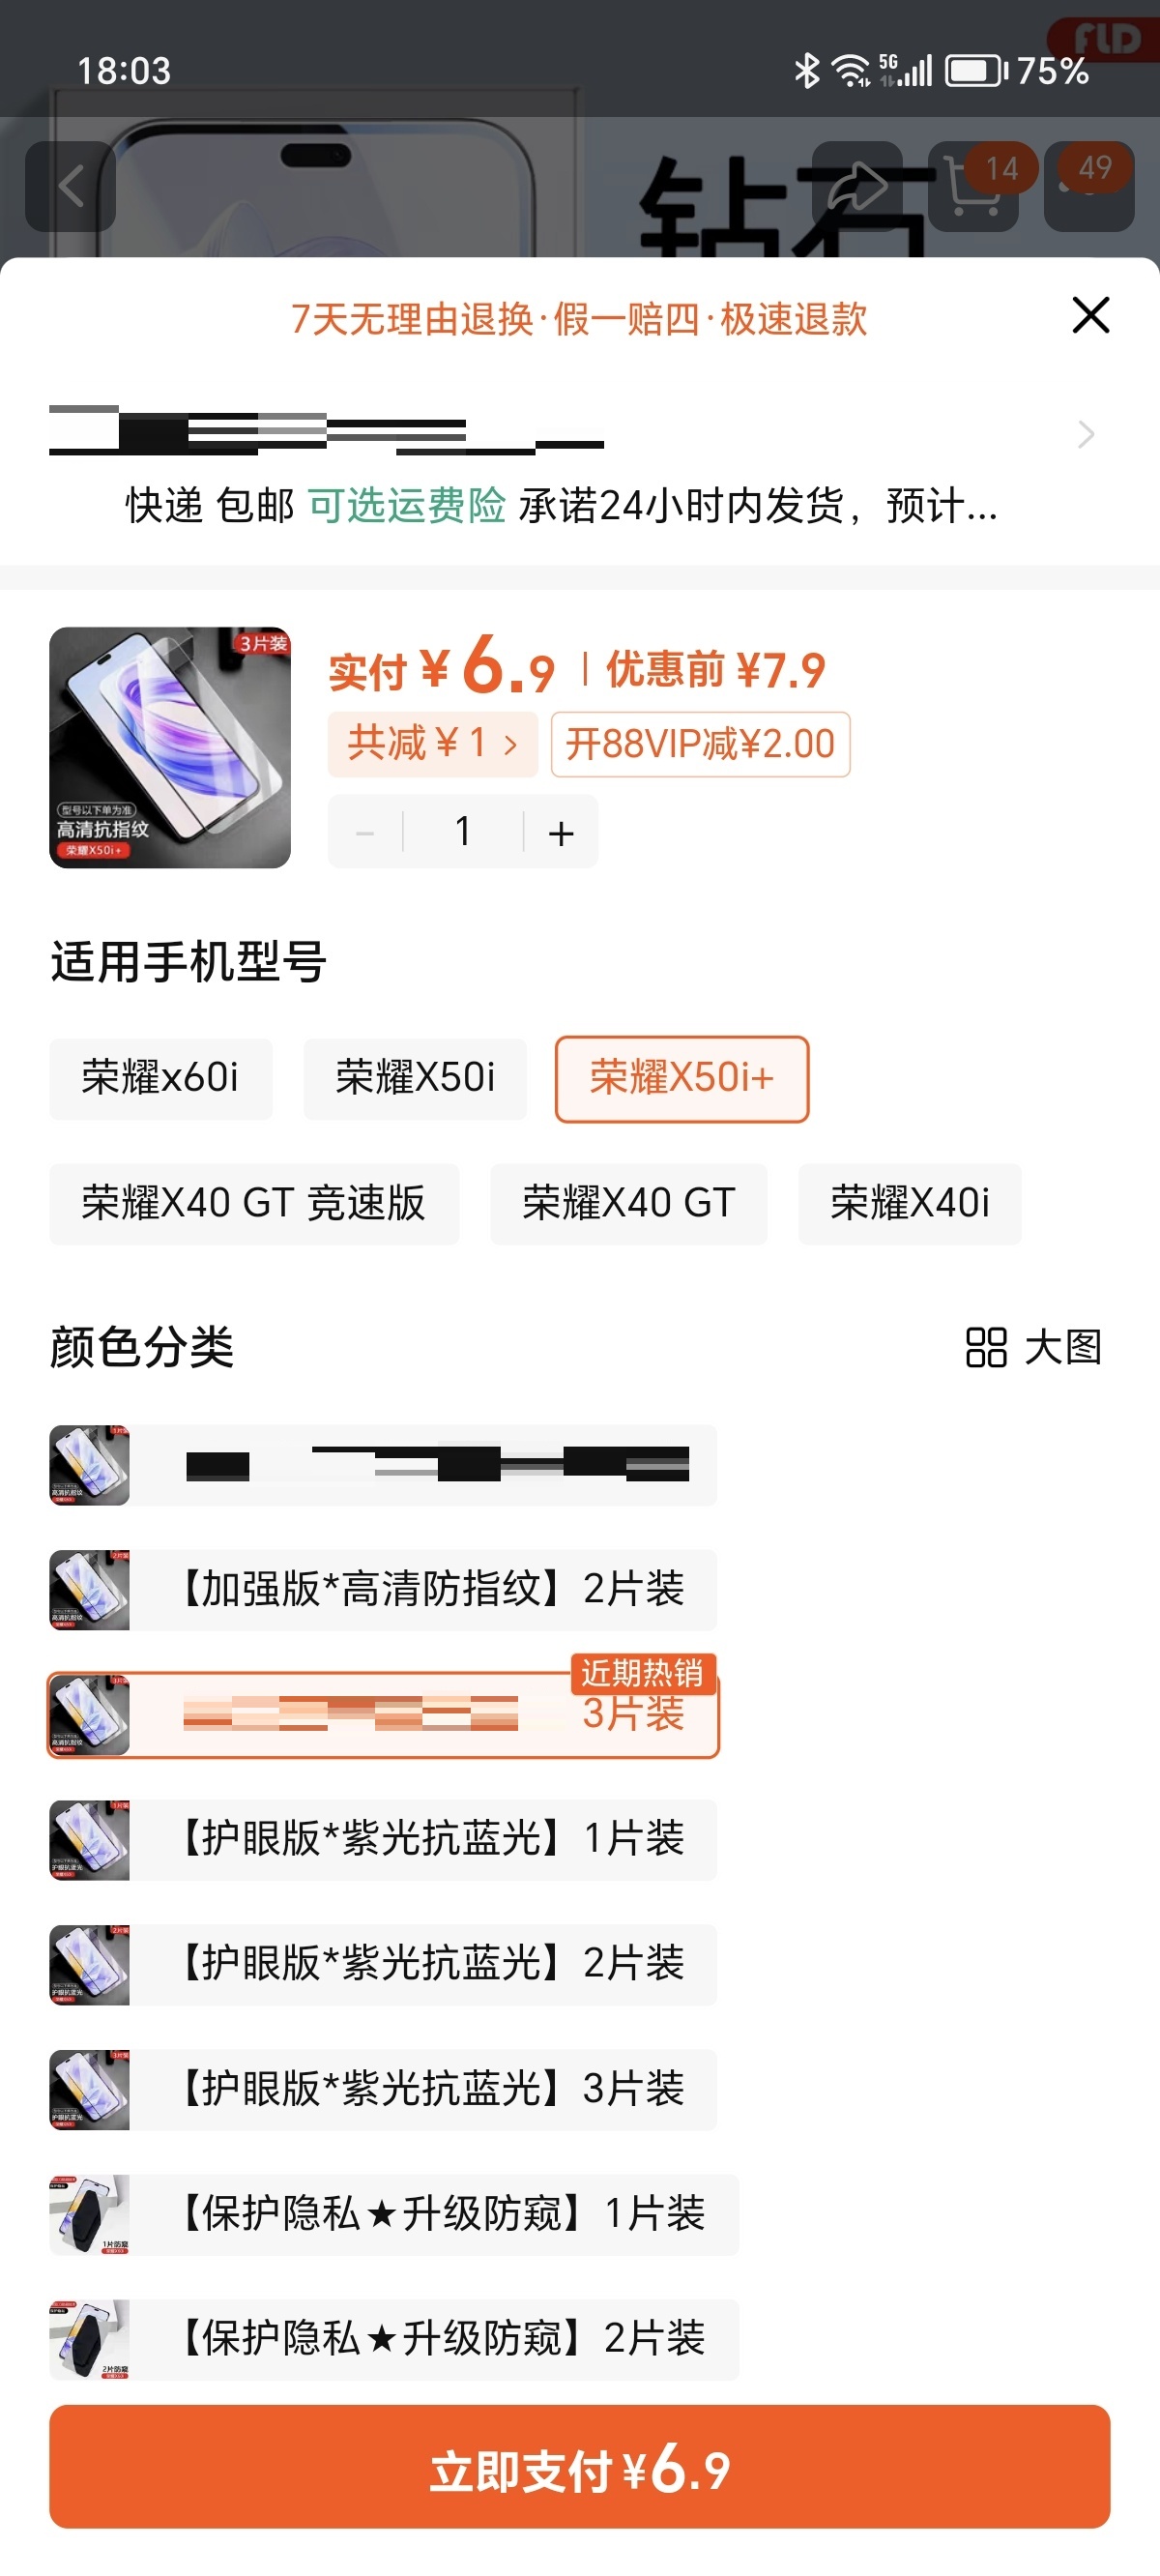 18:03
5G
75%
FLD
钻石
14
49
7天无理由退换·假一赔四·极速退款
快递 包邮 可选运费险 承诺24小时内发货，预计...
3片装
型号以下单为准
高清抗指纹
荣耀X50i+
实付 ¥6.9 | 优惠前 ¥7.9
共减 ¥1 >
开88VIP减¥2.00
1
适用手机型号
荣耀x60i
荣耀X50i
荣耀X50i+
荣耀X40 GT 竞速版
荣耀X40 GT
荣耀X40i
颜色分类
大图
【加强版*高清防指纹】2片装
近期热销
3片装
【护眼版*紫光抗蓝光】1片装
【护眼版*紫光抗蓝光】2片装
【护眼版*紫光抗蓝光】3片装
【保护隐私★升级防窥】1片装
【保护隐私★升级防窥】2片装
立即支付 ¥6.9